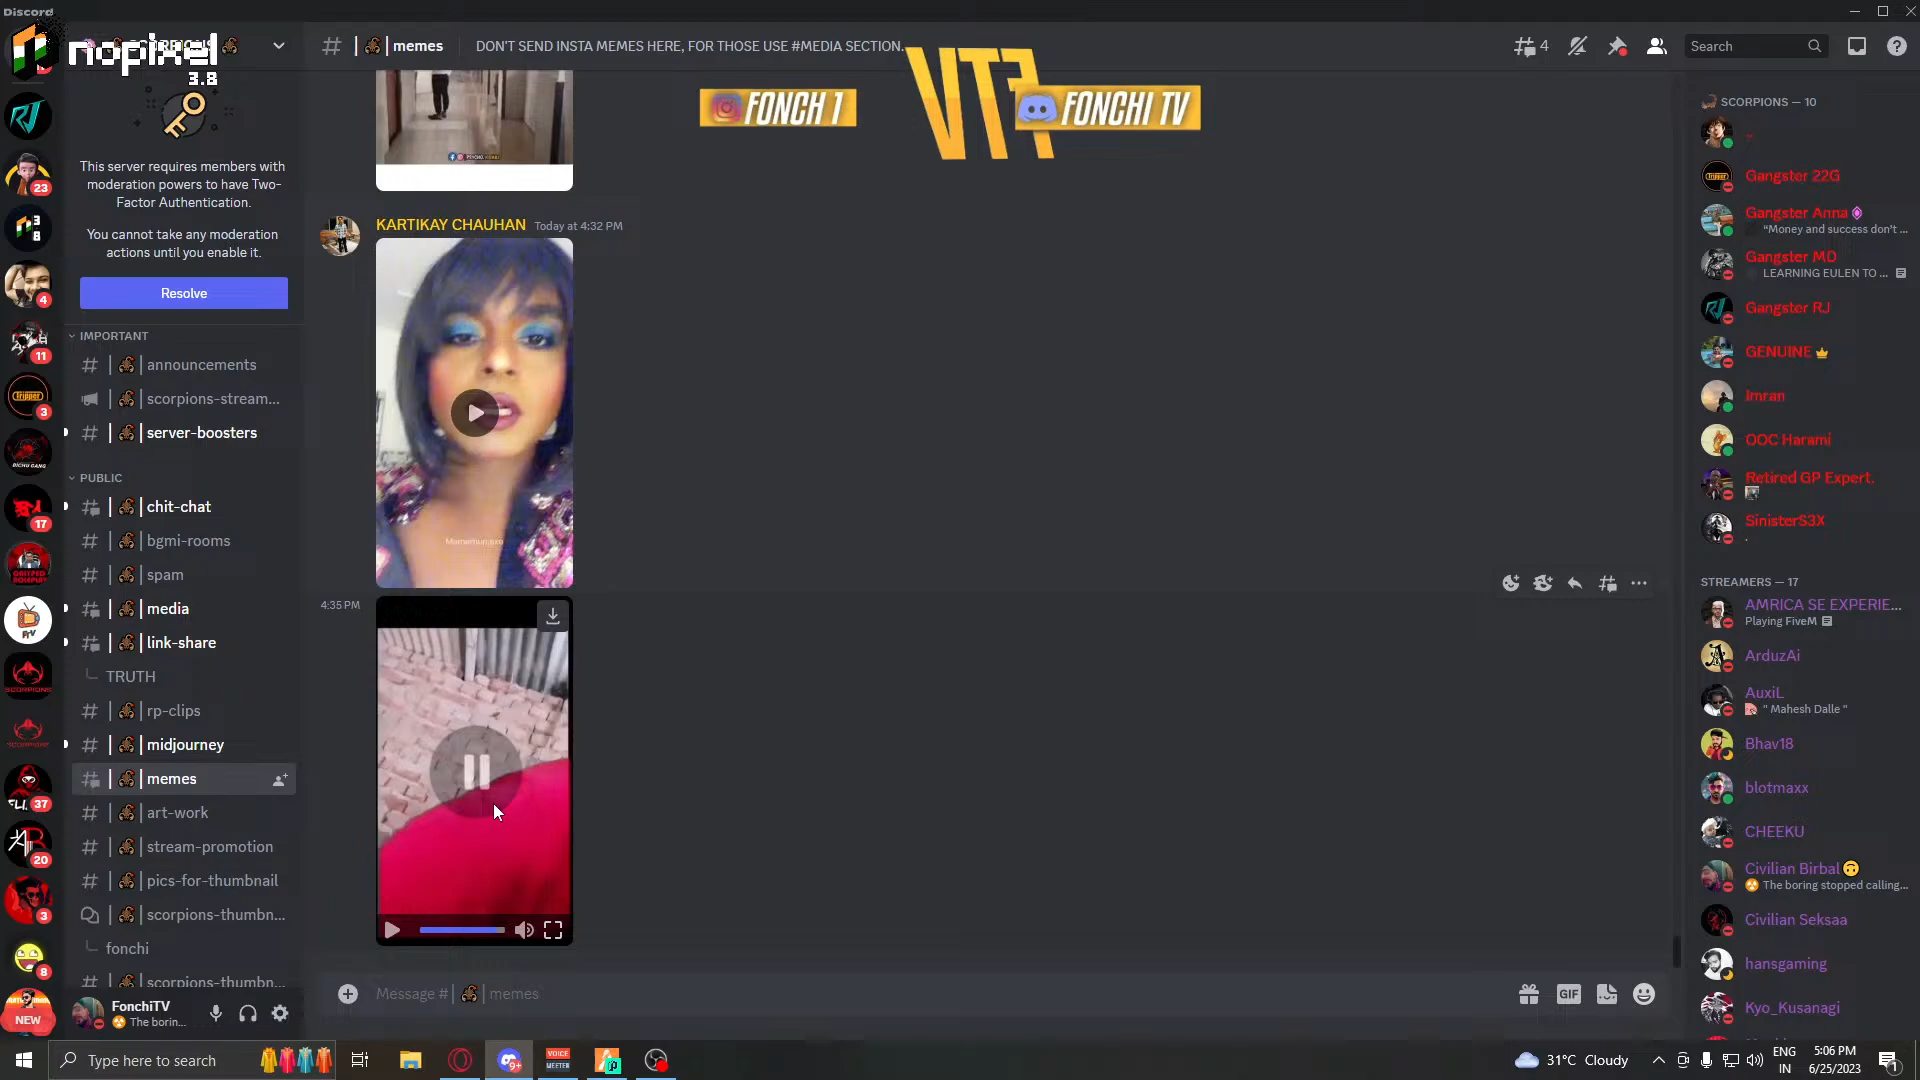 Discord
nopixel
3.8
memes
DON'T SEND INSTA MEMES HERE, FOR THOSE USE #MEDIA SECTION.
4
Search
FONCH 1
FONCHI TV
This server requires members with
moderation powers to have Two-
Factor Authentication.
You cannot take any moderation
actions until you enable it.
Resolve
IMPORTANT
announcements
scorpions-stream...
server-boosters
PUBLIC
chit-chat
bgmi-rooms
spam
media
link-share
TRUTH
rp-clips
midjourney
memes
art-work
stream-promotion
pics-for-thumbnail
scorpions-thumbn...
fonchi
scorpions-thumbn...
FonchiTV
The borin...
23
4
11
Tripper
3
BICHU GANG
17
SCORPIONS
37
20
3
8
NEW
KARTIKAY CHAUHAN Today at 4:32 PM
4:35 PM
Message # | memes
GIF
SCORPIONS — 10
Gangster 22G
Gangster Anna
“Money and success don't ...
Gangster MD
LEARNING EULEN TO ...
Gangster RJ
GENUINE
Imran
OOC Harami
Retired GP Expert.
SinisterS3X
STREAMERS — 17
AMRICA SE EXPERIE...
Playing FiveM
ArduzAi
AuxiL
" Mahesh Dalle "
Bhav18
blotmaxx
CHEEKU
Civilian Birbal
The boring stopped calling...
Civilian Seksaa
hansgaming
Kyo_Kusanagi
Type here to search
VOICE
MEETER
31°C Cloudy
ENG
IN
5:06 PM
6/25/2023
1